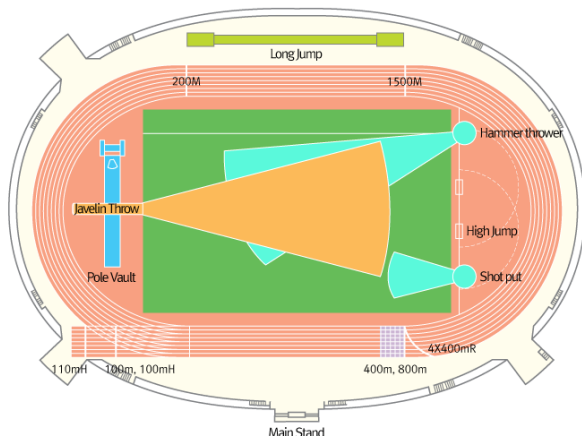 Long Jump
200M
1500M
Hammer thrower
Javelin Throw
High Jump
Pole Vault
Shot put
4X400mR
110mH
100m, 100mH
400m, 800m
Main Stand